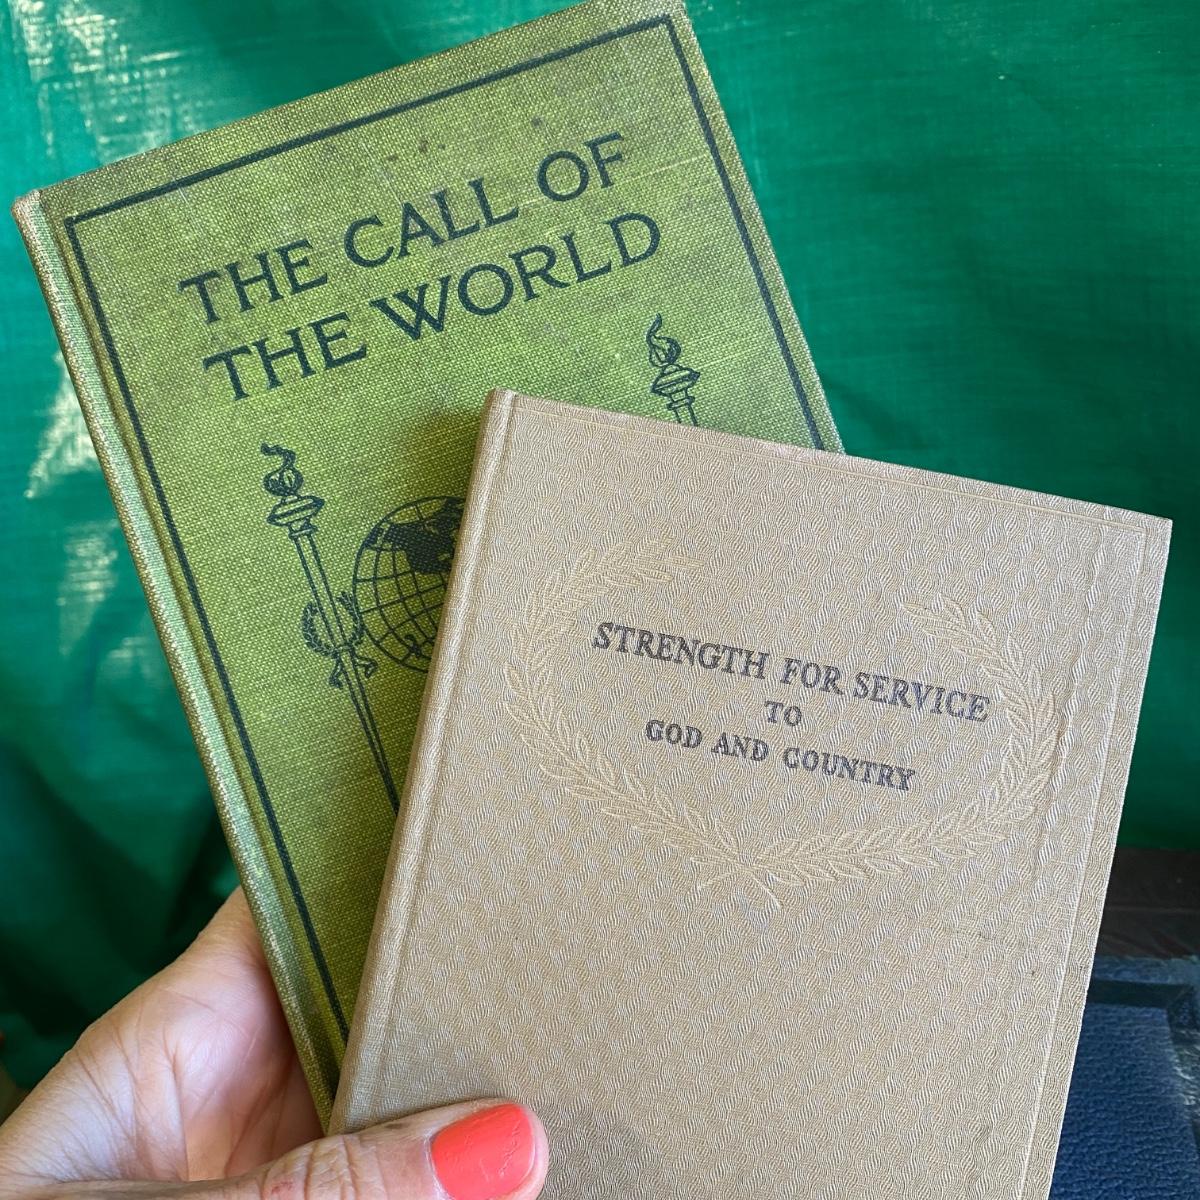 THE CALL OF
THE WORLD
STRENGTH FOR SERVICE
TO
GOD AND COUNTRY